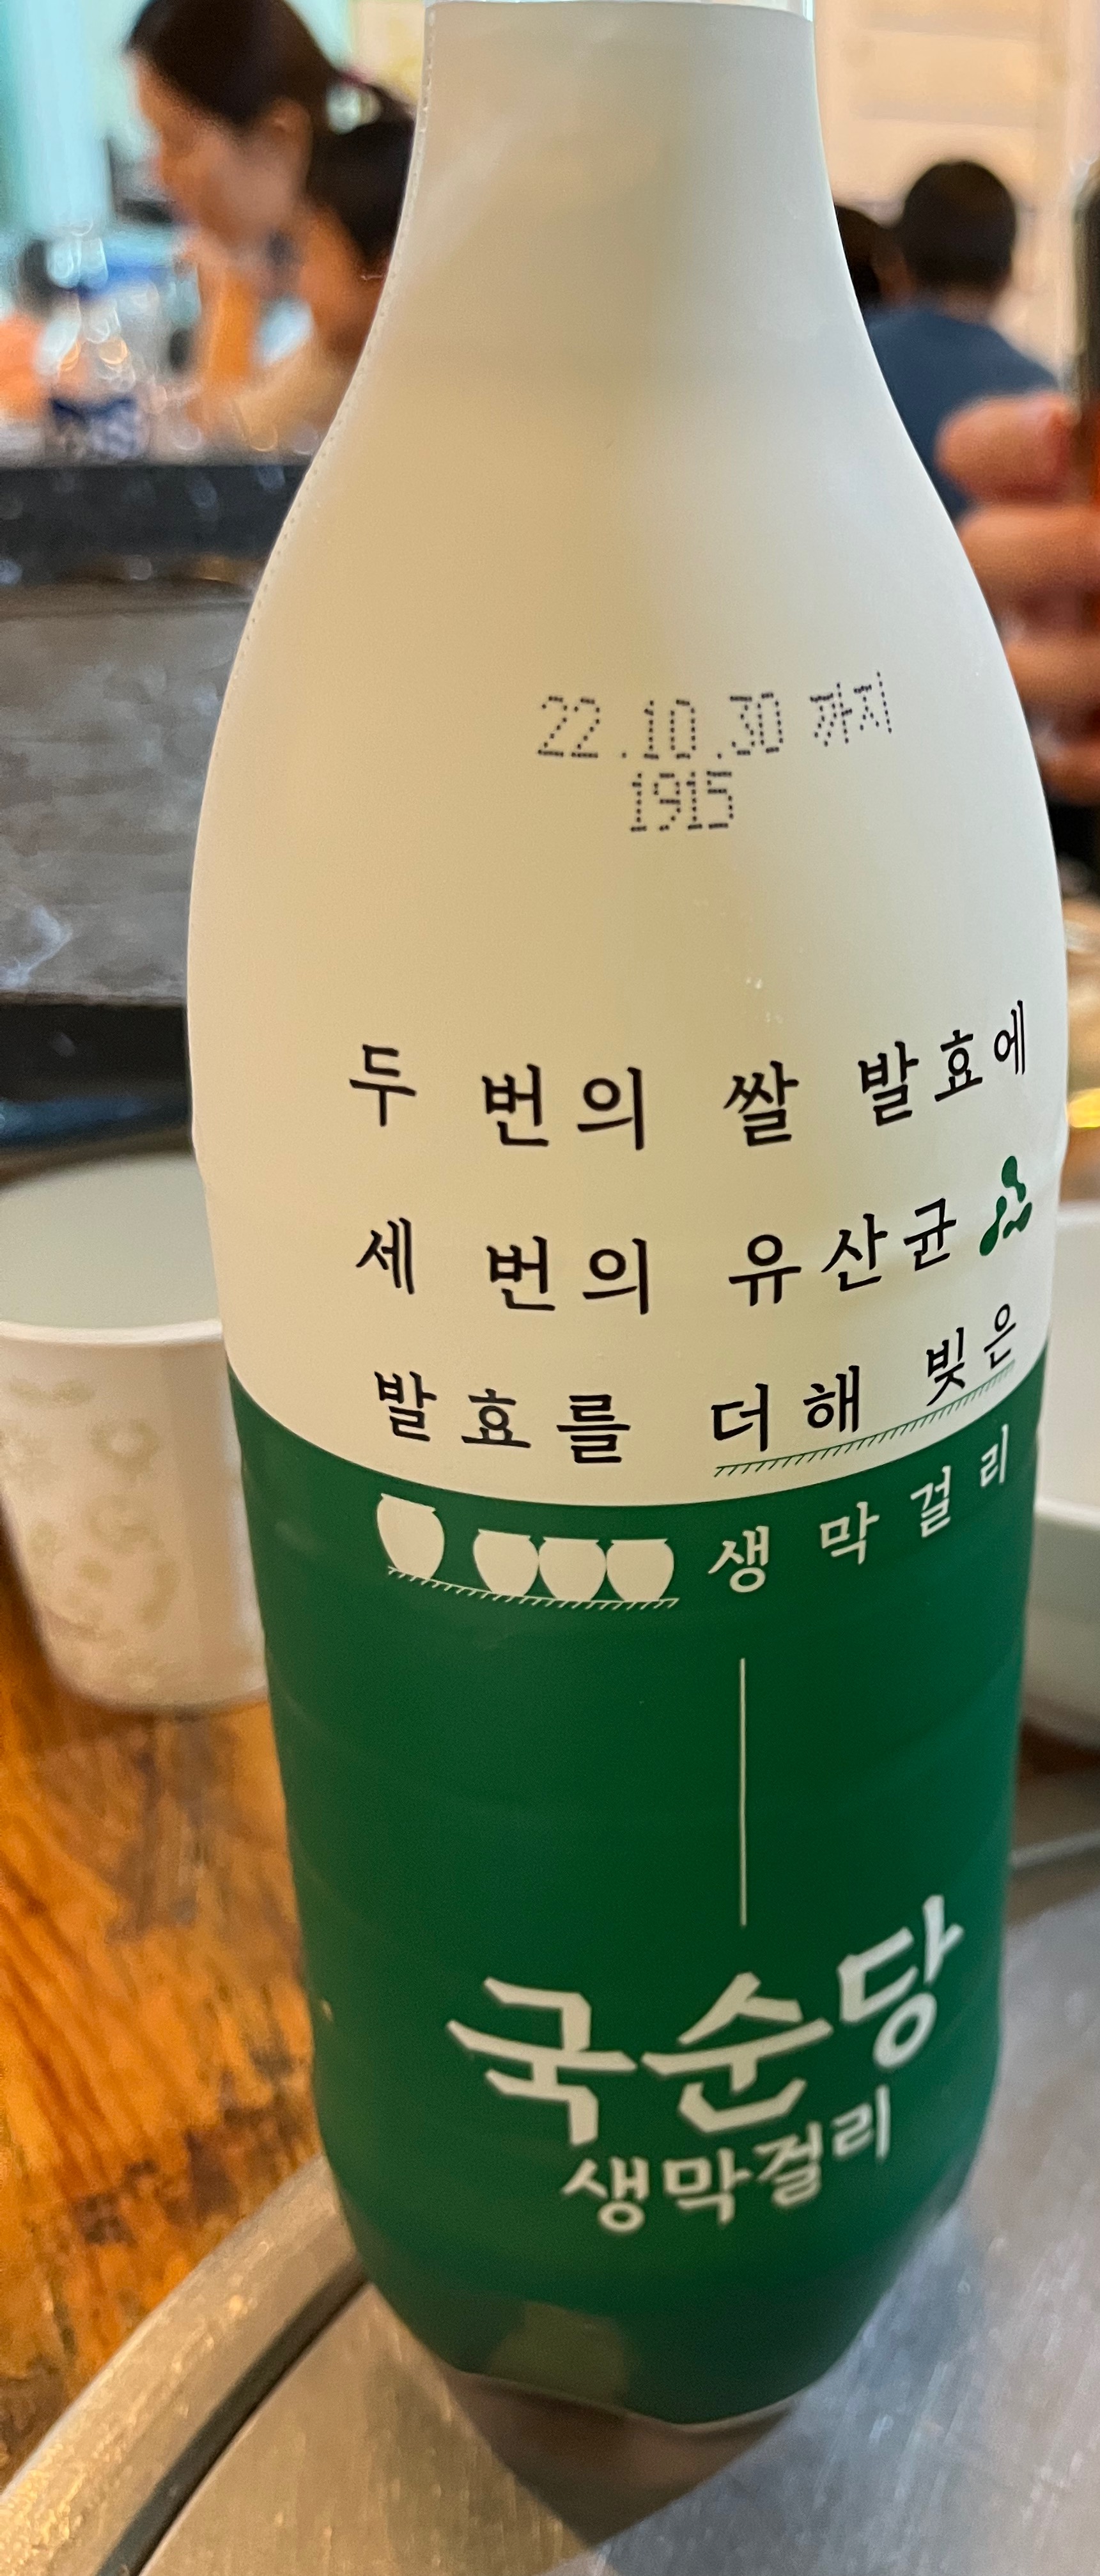 22.10.30 까지
1915
두 번의 쌀 발효에
세 번의 유산균
발효를 더해 빚은
생막걸리
국순당
생막걸리